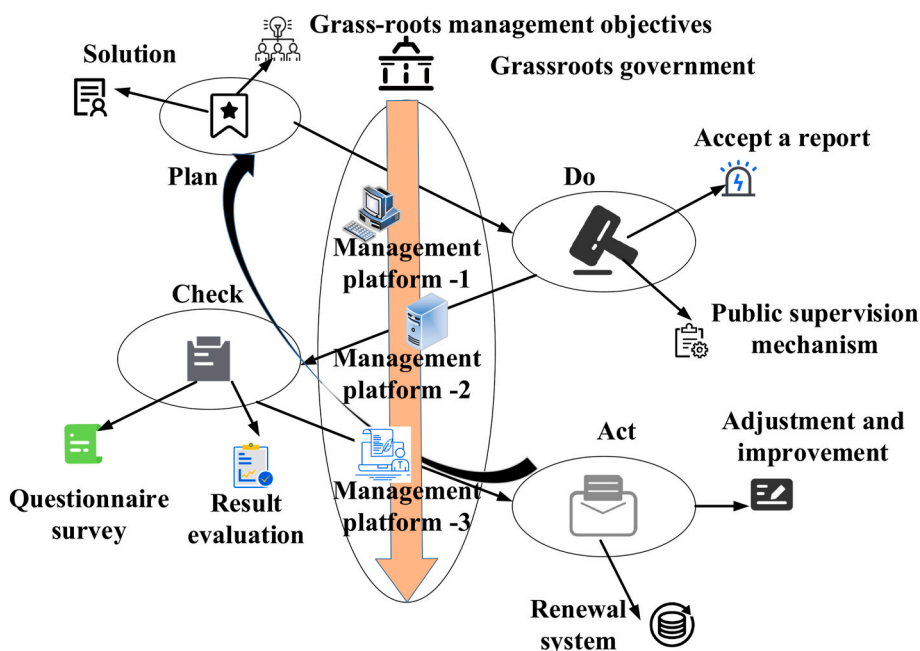 Grass-roots management objectives
Solution
Grassroots government
Accept a report
Plan
Do
Management
platform -1
Check
Public supervision
mechanism
Management
platform -2
Act
Adjustment and
improvement
Questionnaire
survey
Result
evaluation
Management
platform -3
Renewal
system